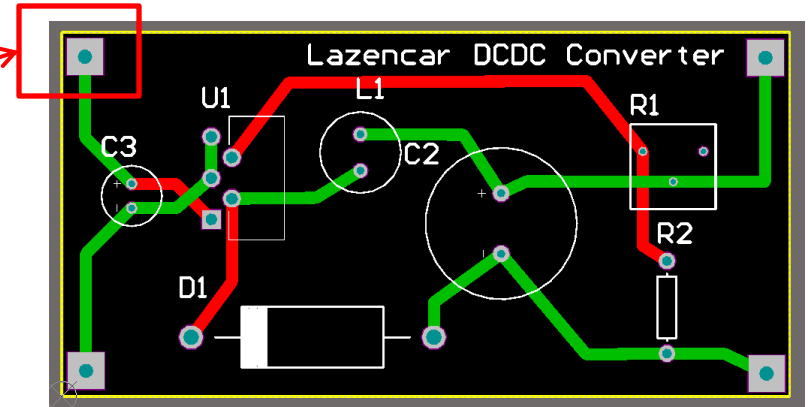 Lazencar DCDC Converter
L1
U1
R1
C3
C2
R2
D1